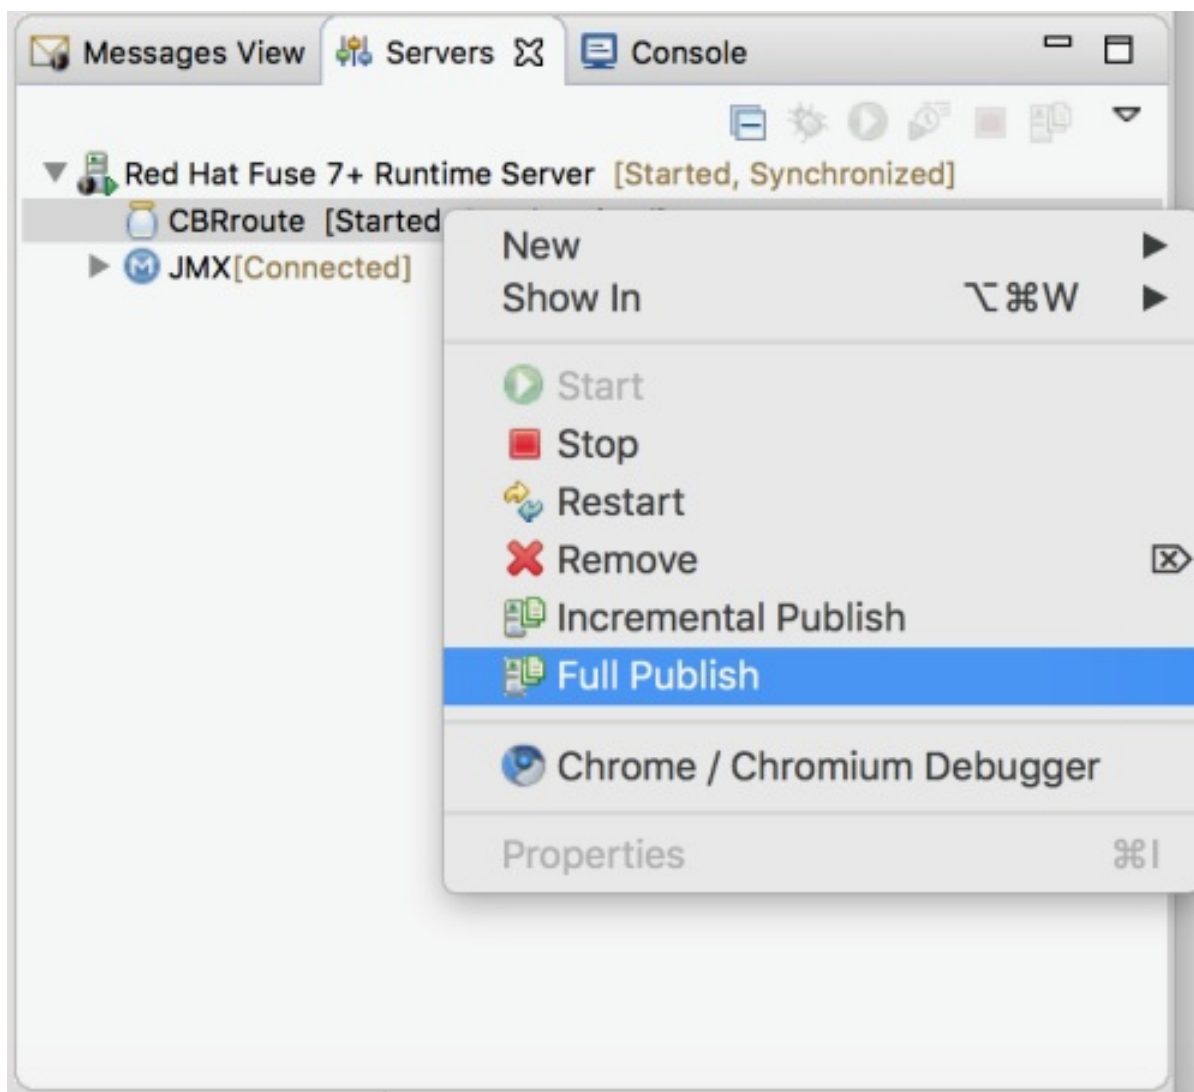 Messages View Servers Console
Red Hat Fuse 7+ Runtime Server [Started, Synchronized]
CBRroute [Started
JMX[Connected]
New
Show In ⌥⌘W
Start
Stop
Restart
Remove
Incremental Publish
Full Publish
Chrome / Chromium Debugger
Properties ⌘I